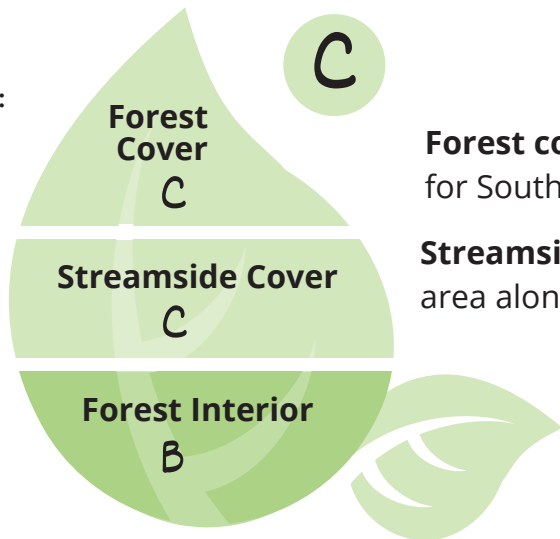 :
C
Forest
Cover
C
Forest co
for South
Streamside Cover
C
Streamsi
area alon
Forest Interior
B